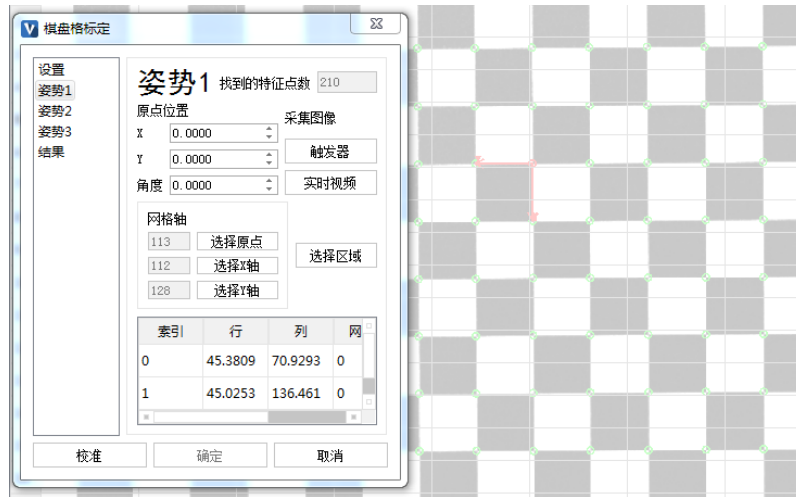 棋盘格标定
设置
姿势1
姿势2
姿势3
结果
姿势1 找到的特征点数 210
原点位置
X 0.0000
Y 0.0000
角度 0.0000
采集图像
触发器
实时视频
网格轴
113 选择原点
112 选择X轴
128 选择Y轴
选择区域
索引 行 列 网
0 45.3809 70.9293 0
1 45.0253 136.461 0
校准 确定 取消